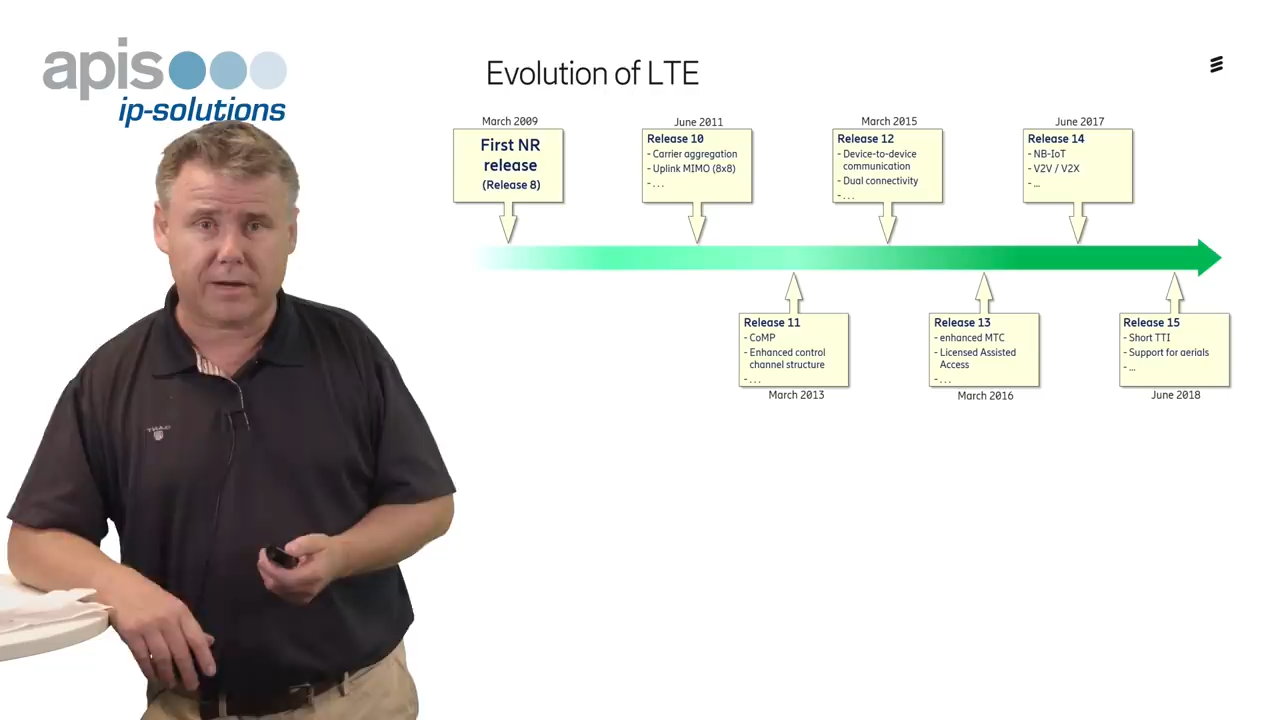 apis
ip-solutions
Evolution of LTE
March 2009
First NR
release
(Release 8)
June 2011
Release 10
- Carrier aggregation
- Uplink MIMO (8x8)
- . . .
March 2015
Release 12
- Device-to-device
communication
- Dual connectivity
- . . .
June 2017
Release 14
- NB-IoT
- V2V / V2X
- ...
Release 11
- CoMP
- Enhanced control
channel structure
- . . .
March 2013
Release 13
- enhanced MTC
- Licensed Assisted
Access
- . . .
March 2016
Release 15
- Short TTI
- Support for aerials
- ...
June 2018